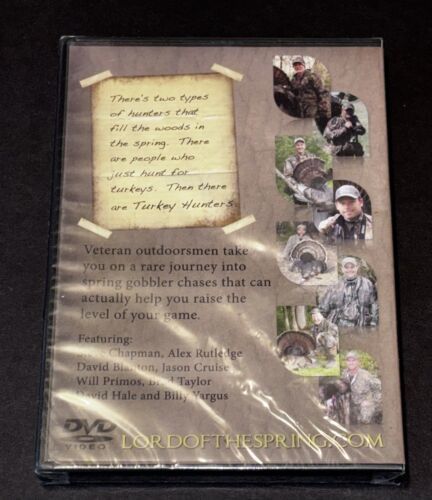 There's two types
of hunters that
fill the woods in
the spring. There
are people who
just hunt for
turkeys. Then there
are Turkey Hunters.
Veteran outdoorsmen take
you on a rare journey into
spring gobbler chases that can
actually help you raise the
level of your game.
Featuring:
Chapman, Alex Rutledge
David Blanton, Jason Cruise
Will Primos, Brad Taylor
David Hale and Billy Yargus
DVD
VIDEO
LORDOFTHESPRING.COM